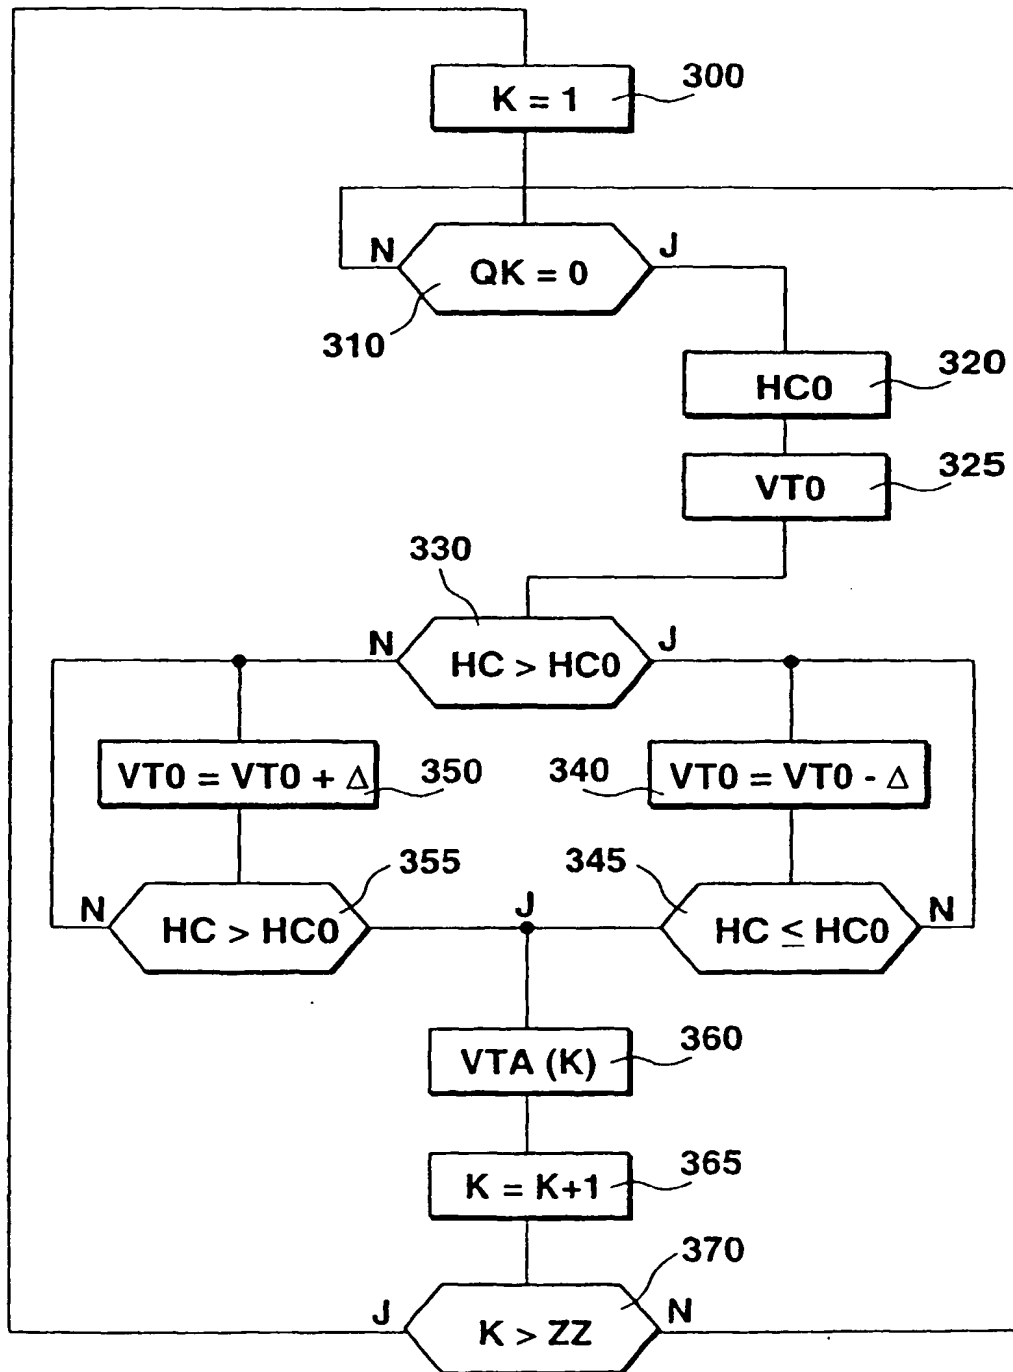 K = 1
300
N
QK = 0
J
310
HC0
320
VT0
325
330
N
HC > HC0
J
VT0 = VT0 + Δ
350
340
VT0 = VT0 - Δ
355
345
N
HC > HC0
J
HC ≤ HC0
N
VTA (K)
360
K = K+1
365
370
J
K > ZZ
N